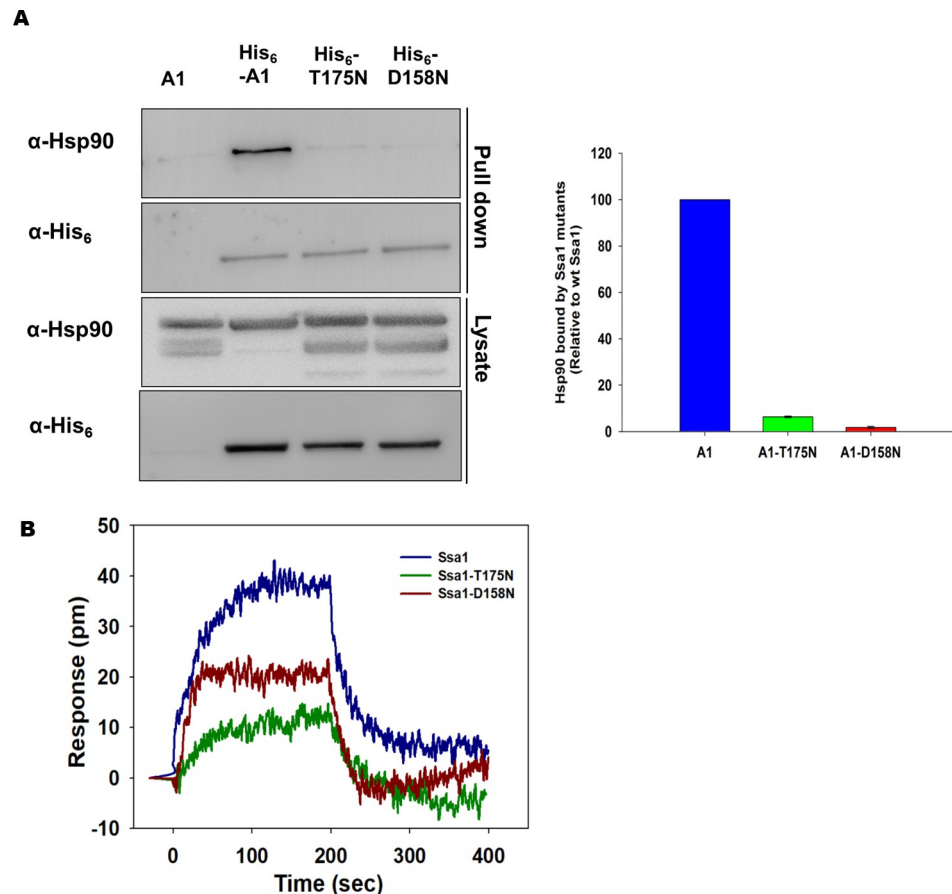 A
A1
His₆
-A1
His₆-
T175N
His₆-
D158N
α-Hsp90
α-His₆
Pull down
α-Hsp90
α-His₆
Lysate
Hsp90 bound by Ssa1 mutants
(Relative to wt Ssa1)
120
100
80
60
40
20
0
A1
A1-T175N
A1-D158N
B
50
40
30
20
10
0
-10
Response (pm)
Ssa1
Ssa1-T175N
Ssa1-D158N
0
100
200
300
400
Time (sec)